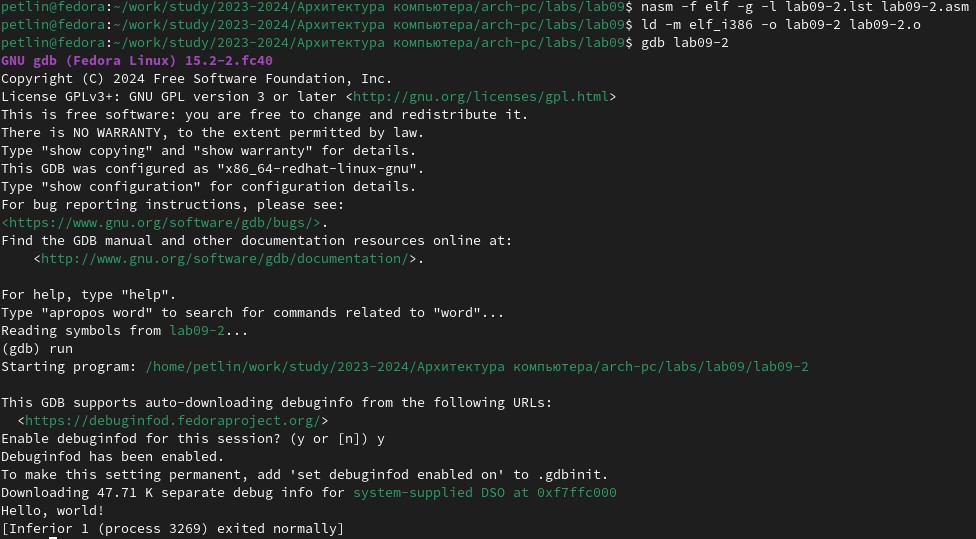 petlin@fedora:~/work/study/2023-2024/Архитектура компьютера/arch-pc/labs/lab09$ nasm -f elf -g -l lab09-2.lst lab09-2.asm
petlin@fedora:~/work/study/2023-2024/Архитектура компьютера/arch-pc/labs/lab09$ ld -m elf_i386 -o lab09-2 lab09-2.o
petlin@fedora:~/work/study/2023-2024/Архитектура компьютера/arch-pc/labs/lab09$ gdb lab09-2
GNU gdb (Fedora Linux) 15.2-2.fc40
Copyright (C) 2024 Free Software Foundation, Inc.
License GPLv3+: GNU GPL version 3 or later <http://gnu.org/licenses/gpl.html>
This is free software: you are free to change and redistribute it.
There is NO WARRANTY, to the extent permitted by law.
Type "show copying" and "show warranty" for details.
This GDB was configured as "x86_64-redhat-linux-gnu".
Type "show configuration" for configuration details.
For bug reporting instructions, please see:
<https://www.gnu.org/software/gdb/bugs/>.
Find the GDB manual and other documentation resources online at:
    <http://www.gnu.org/software/gdb/documentation/>.

For help, type "help".
Type "apropos word" to search for commands related to "word"...
Reading symbols from lab09-2...
(gdb) run
Starting program: /home/petlin/work/study/2023-2024/Архитектура компьютера/arch-pc/labs/lab09/lab09-2

This GDB supports auto-downloading debuginfo from the following URLs:
  <https://debuginfod.fedoraproject.org/>
Enable debuginfod for this session? (y or [n]) y
Debuginfod has been enabled.
To make this setting permanent, add 'set debuginfod enabled on' to .gdbinit.
Downloading 47.71 K separate debug info for system-supplied DSO at 0xf7ffc000
Hello, world!
[Inferior 1 (process 3269) exited normally]